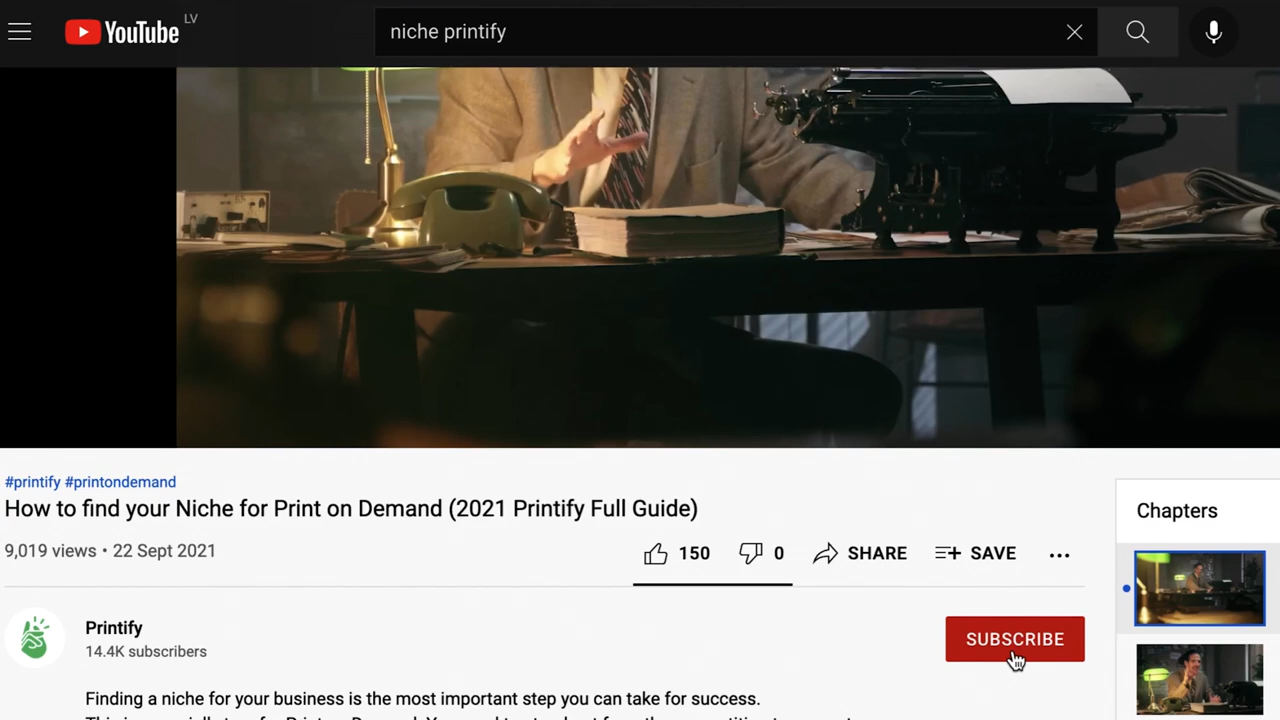 YouTube LV
niche printify
#printify #printondemand
How to find your Niche for Print on Demand (2021 Printify Full Guide)
9,019 views • 22 Sept 2021
150 0 SHARE SAVE
Chapters
Printify
14.4K subscribers
SUBSCRIBE
Finding a niche for your business is the most important step you can take for success.